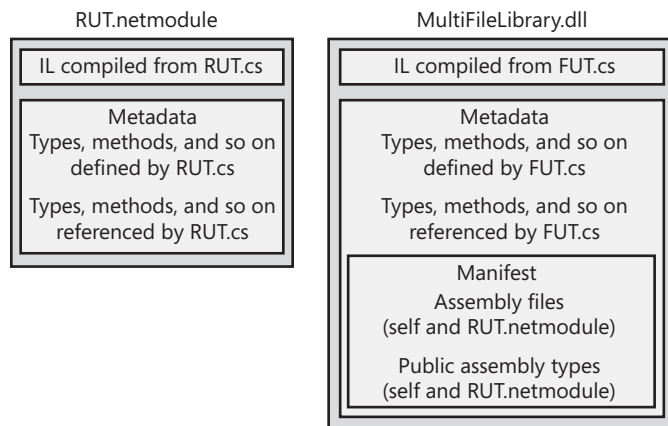 RUT.netmodule
IL compiled from RUT.cs
Metadata
Types, methods, and so on
defined by RUT.cs
Types, methods, and so on
referenced by RUT.cs
MultiFileLibrary.dll
IL compiled from FUT.cs
Metadata
Types, methods, and so on
defined by FUT.cs
Types, methods, and so on
referenced by FUT.cs
Manifest
Assembly files
(self and RUT.netmodule)
Public assembly types
(self and RUT.netmodule)